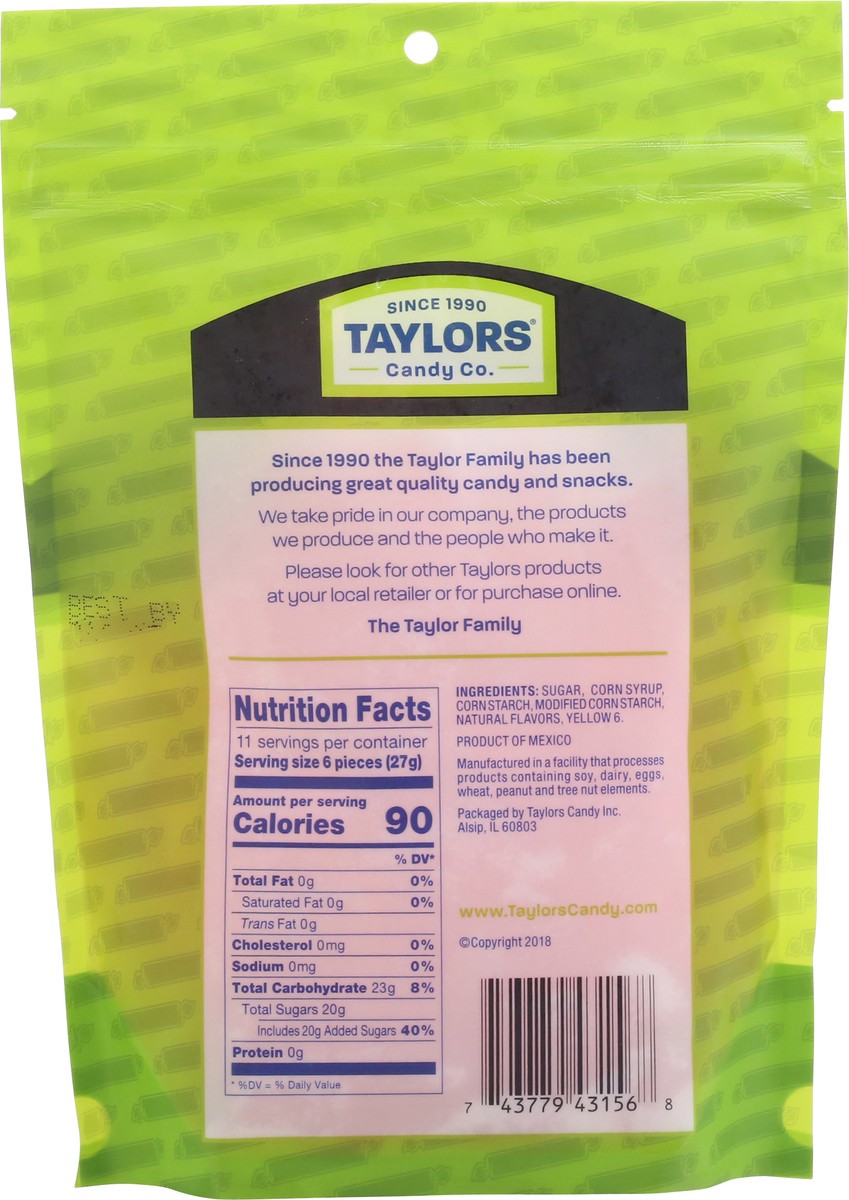 SINCE 1990
TAYLORS®
Candy Co.
Since 1990 the Taylor Family has been
producing great quality candy and snacks.
We take pride in our company, the products
we produce and the people who make it.
Please look for other Taylors products
at your local retailer or for purchase online.
The Taylor Family
BEST BY
Nutrition Facts
11 servings per container
Serving size 6 pieces (27g)
Amount per serving
Calories 90
% DV*
Total Fat 0g 0%
Saturated Fat 0g 0%
Trans Fat 0g
Cholesterol 0mg 0%
Sodium 0mg 0%
Total Carbohydrate 23g 8%
Total Sugars 20g
Includes 20g Added Sugars 40%
Protein 0g
* %DV = % Daily Value
INGREDIENTS: SUGAR, CORN SYRUP,
CORN STARCH, MODIFIED CORN STARCH,
NATURAL FLAVORS, YELLOW 6.
PRODUCT OF MEXICO
Manufactured in a facility that processes
products containing soy, dairy, eggs,
wheat, peanut and tree nut elements.
Packaged by Taylors Candy Inc.
Alsip, IL 60803
www.TaylorsCandy.com
©Copyright 2018
7 43779 43156 8